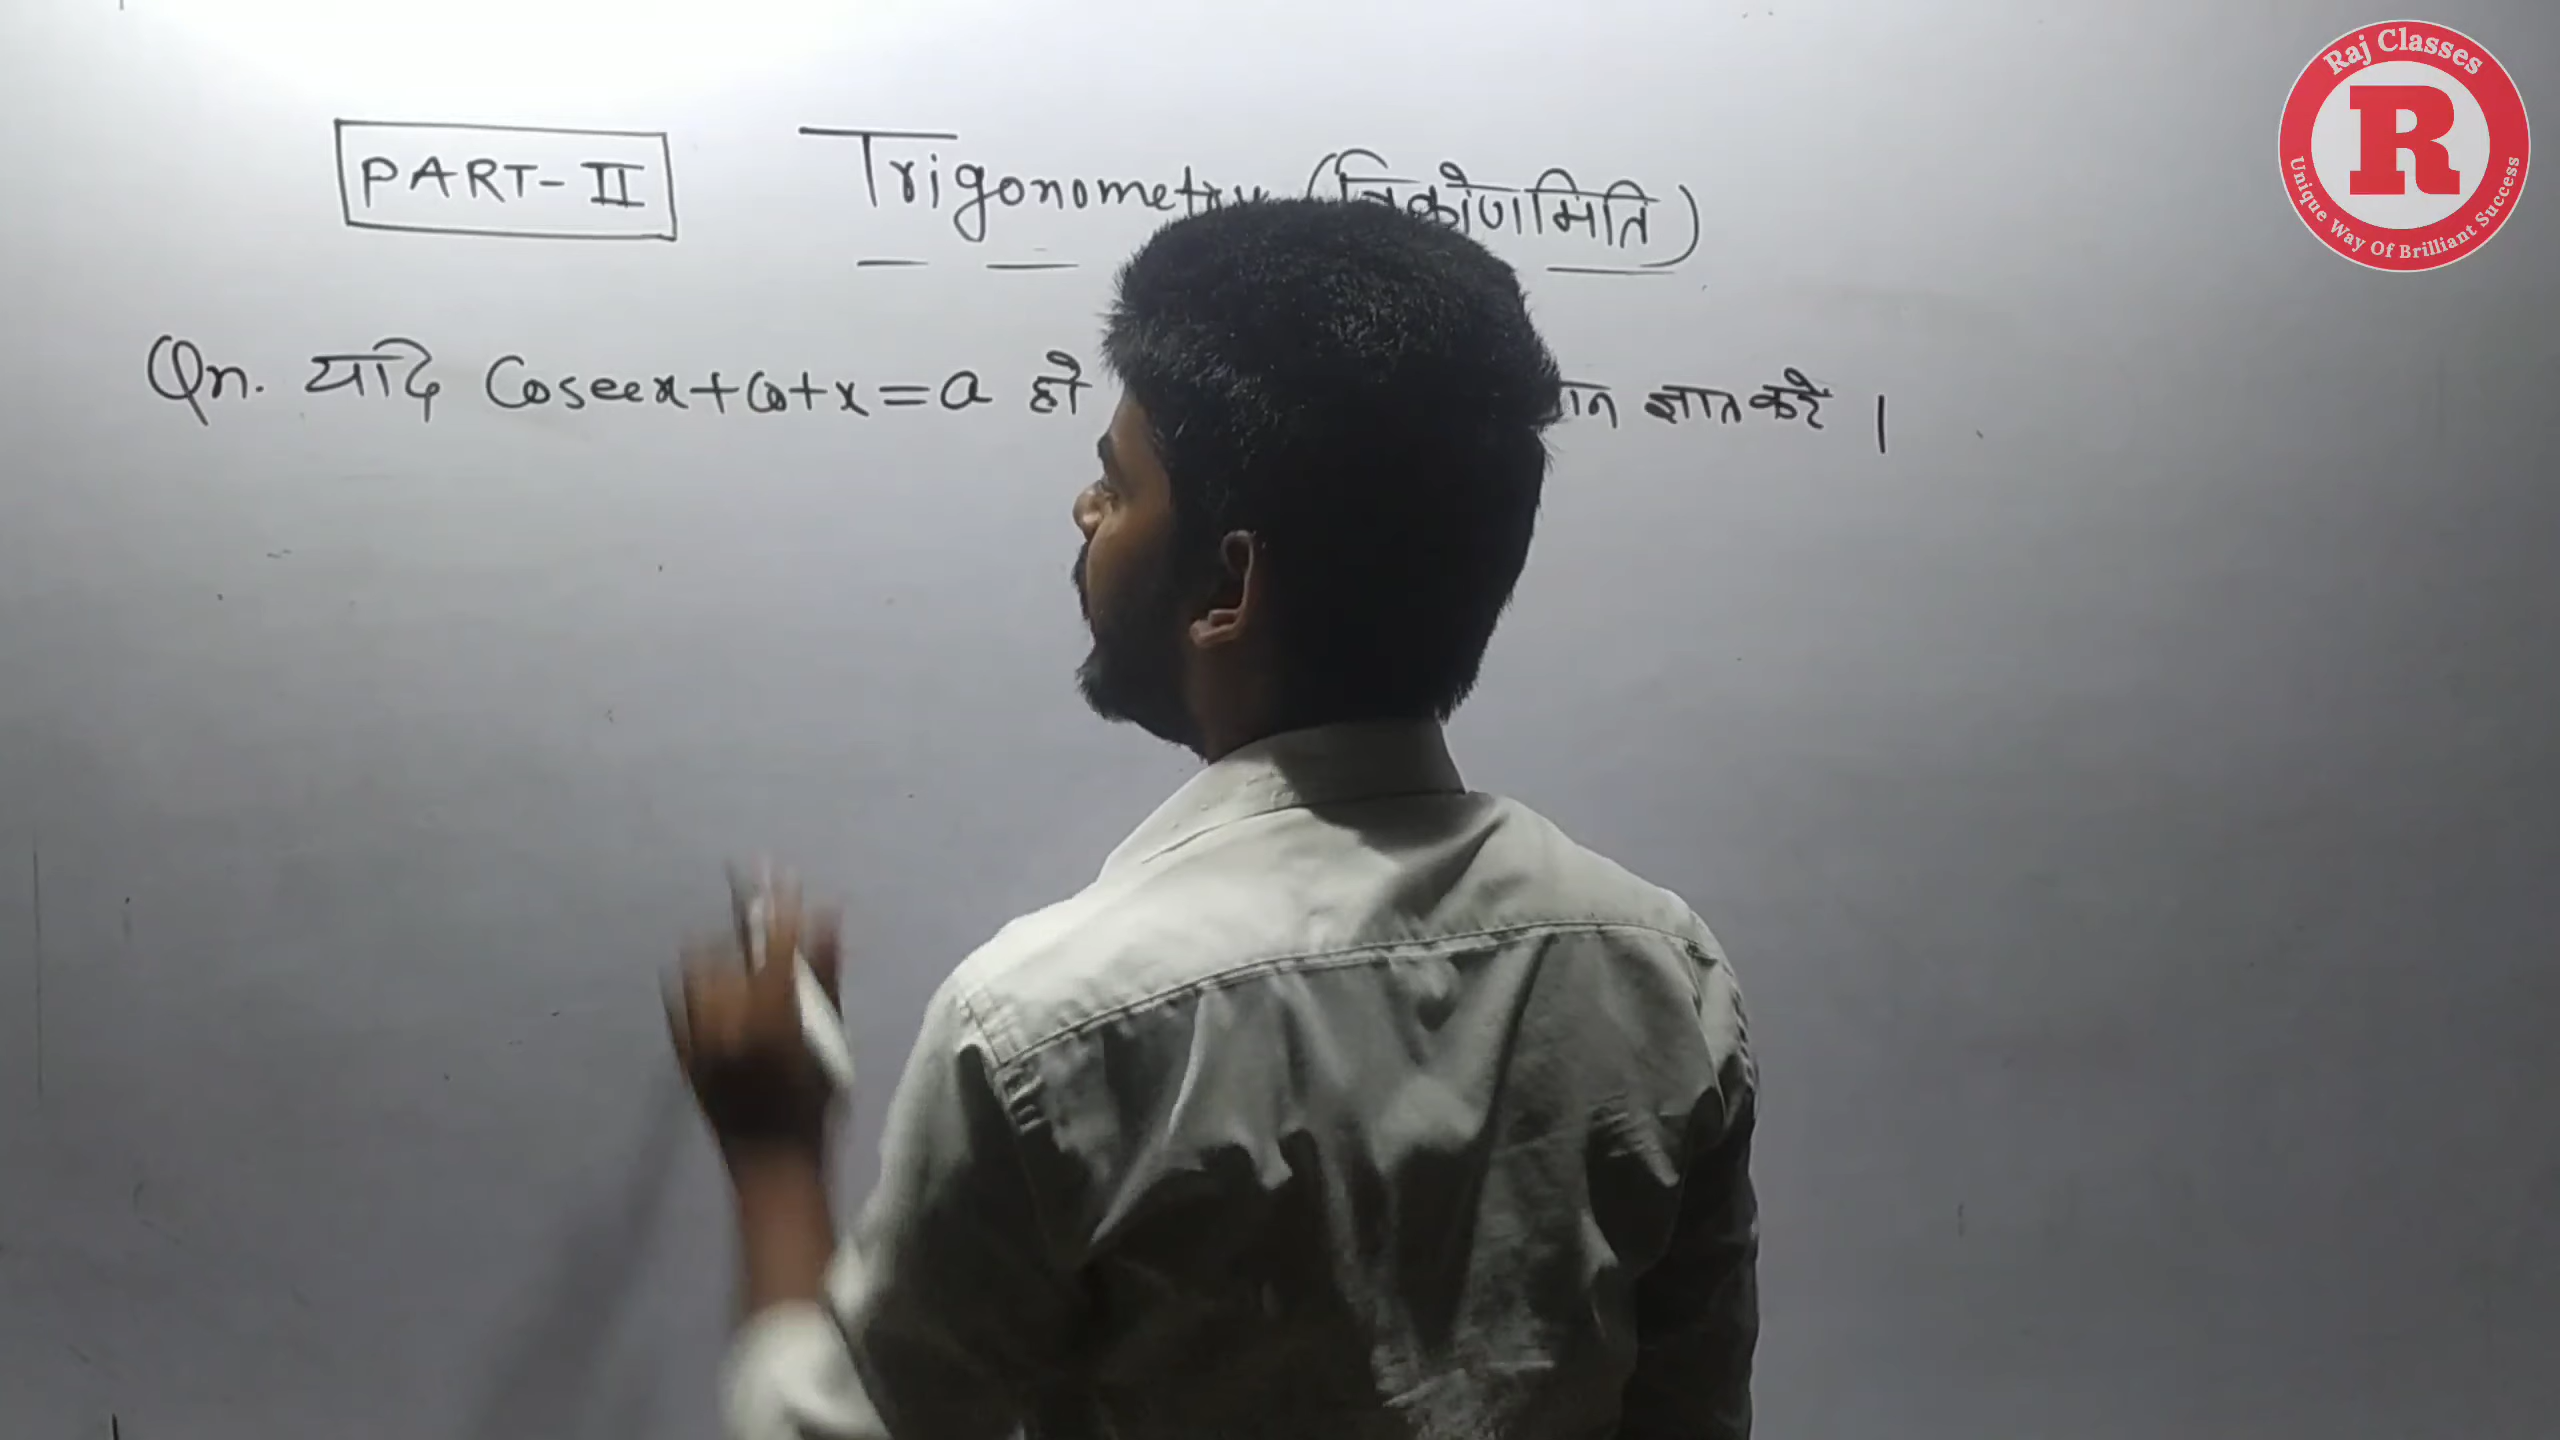 PART-II Trigonometry (त्रिकोणमिति)
Qn. यदि Cosecx+Cotx=a हो ज्ञात करें ।
Raj Classes
R
Unique Way Of Brilliant Success